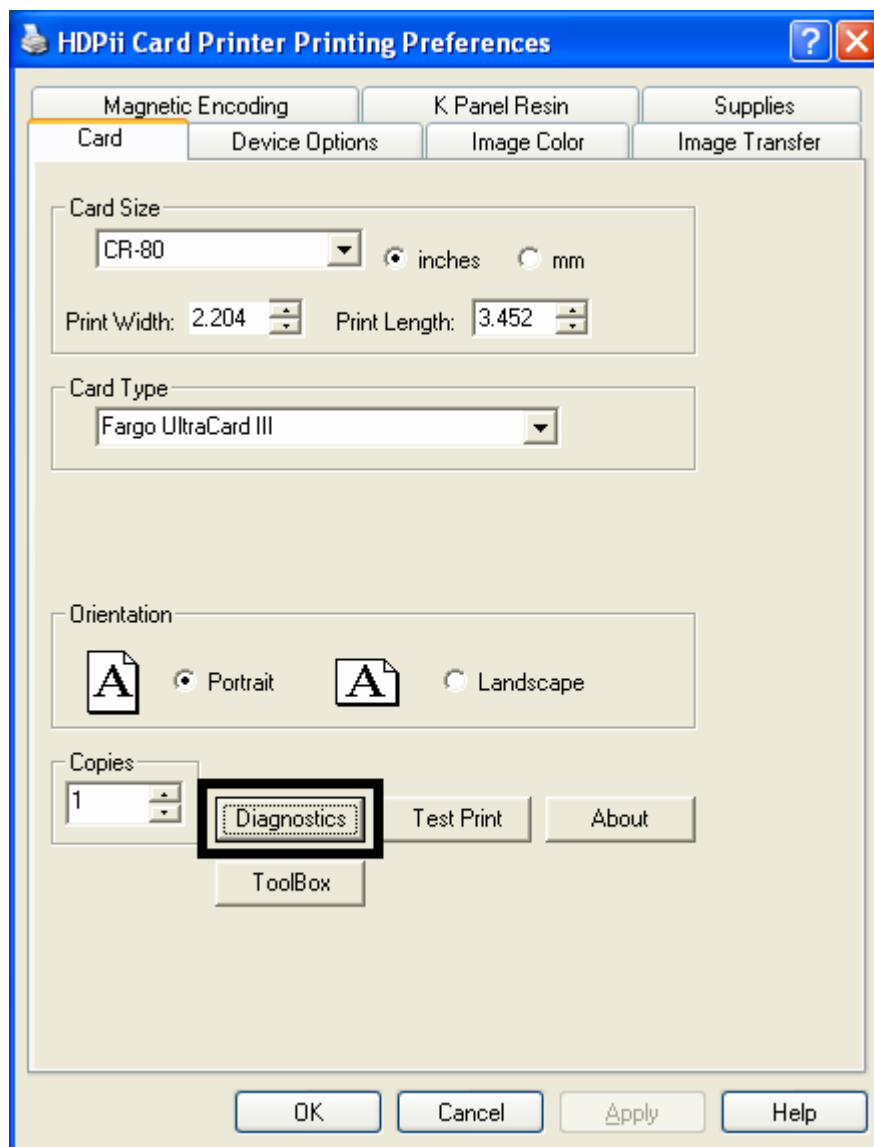 HDPii Card Printer Printing Preferences
Magnetic Encoding K Panel Resin Supplies
Card Device Options Image Color Image Transfer
Card Size
CR-80 inches mm
Print Width: 2.204 Print Length: 3.452
Card Type
Fargo UltraCard III
Orientation
A Portrait A Landscape
Copies
1 Diagnostics Test Print About
ToolBox
OK Cancel Apply Help